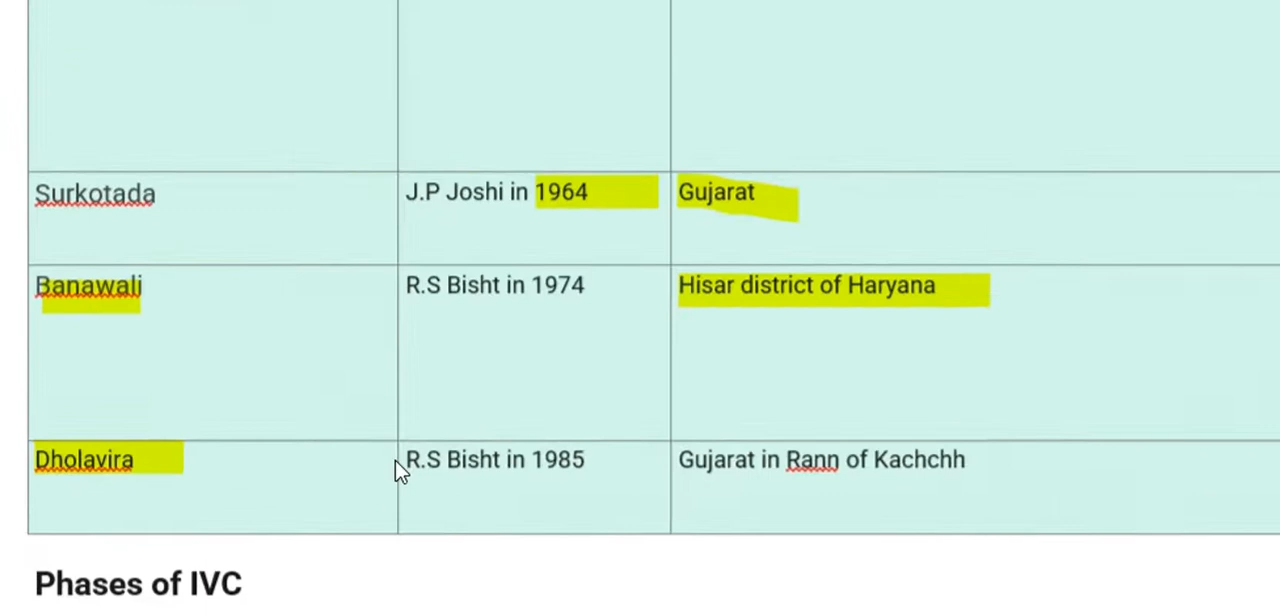 Surkotada J.P Joshi in 1964 Gujarat
Banawali R.S Bisht in 1974 Hisar district of Haryana
Dholavira R.S Bisht in 1985 Gujarat in Rann of Kachchh
Phases of IVC